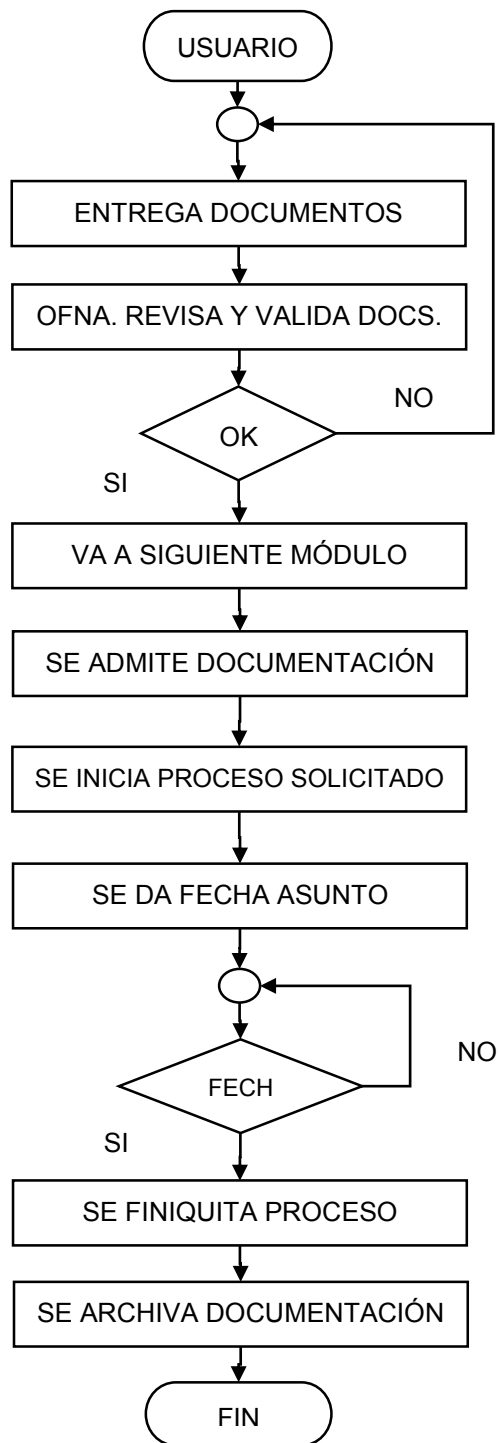 USUARIO
ENTREGA DOCUMENTOS
OFNA. REVISA Y VALIDA DOCS.
NO
OK
SI
VA A SIGUIENTE MÓDULO
SE ADMITE DOCUMENTACIÓN
SE INICIA PROCESO SOLICITADO
SE DA FECHA ASUNTO
NO
FECH
SI
SE FINIQUITA PROCESO
SE ARCHIVA DOCUMENTACIÓN
FIN